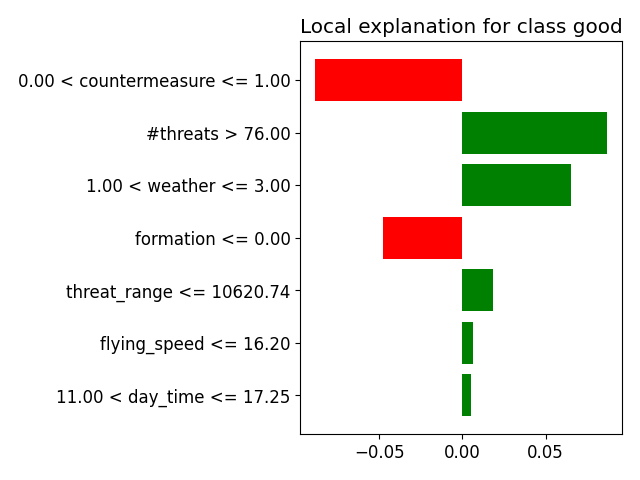 Local explanation for class good
0.00 < countermeasure <= 1.00
#threats > 76.00
1.00 < weather <= 3.00
formation <= 0.00
threat_range <= 10620.74
flying_speed <= 16.20
11.00 < day_time <= 17.25
−0.05 0.00 0.05